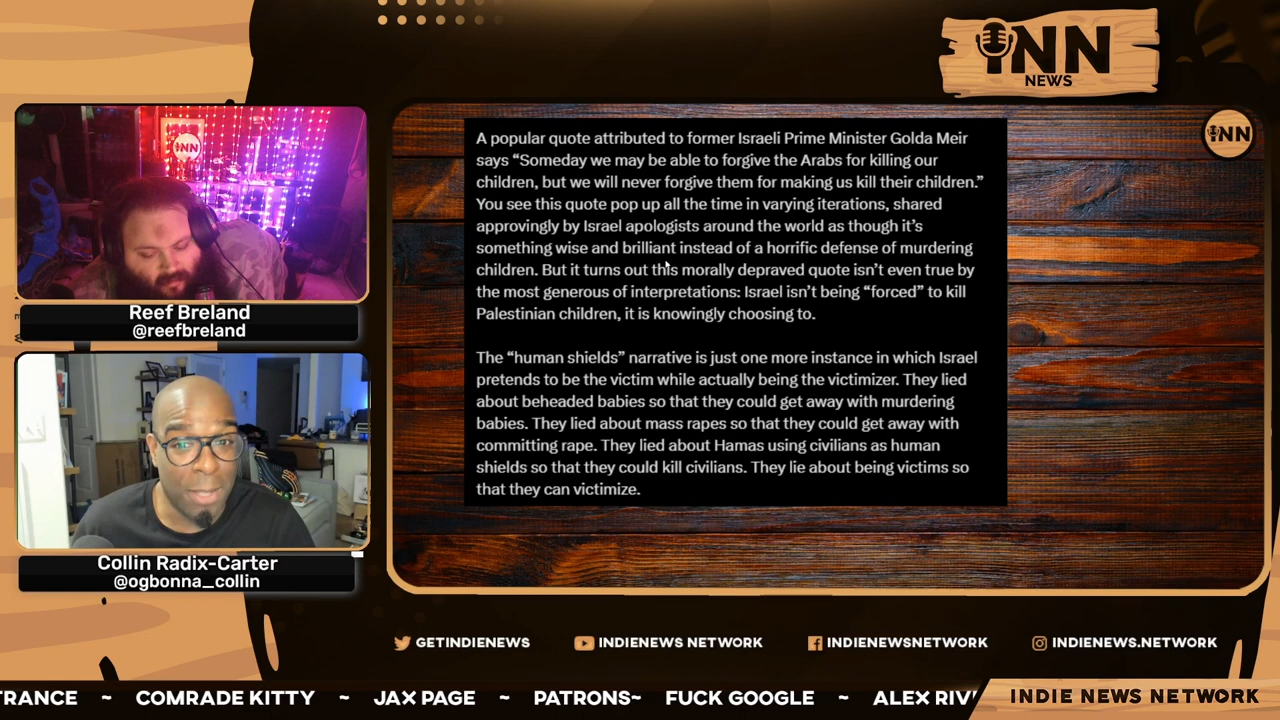 iNN
NEWS
iNN
A popular quote attributed to former Israeli Prime Minister Golda Meir
says “Someday we may be able to forgive the Arabs for killing our
children, but we will never forgive them for making us kill their children.”
You see this quote pop up all the time in varying iterations, shared
approvingly by Israel apologists around the world as though it’s
something wise and brilliant instead of a horrific defense of murdering
children. But it turns out this morally depraved quote isn’t even true by
the most generous of interpretations: Israel isn’t being “forced” to kill
Palestinian children, it is knowingly choosing to.
The “human shields” narrative is just one more instance in which Israel
pretends to be the victim while actually being the victimizer. They lied
about beheaded babies so that they could get away with murdering
babies. They lied about mass rapes so that they could get away with
committing rape. They lied about Hamas using civilians as human
shields so that they could kill civilians. They lie about being victims so
that they can victimize.
iNN
Reef Breland
@reefbreland
Collin Radix-Carter
@ogbonna_collin
GETINDIENEWS
INDIENEWS NETWORK
INDIENEWSNETWORK
INDIENEWS.NETWORK
TRANCE ~ COMRADE KITTY ~ JAX PAGE ~ PATRONS~ FUCK GOOGLE ~ ALEX
INDIE NEWS NETWORK